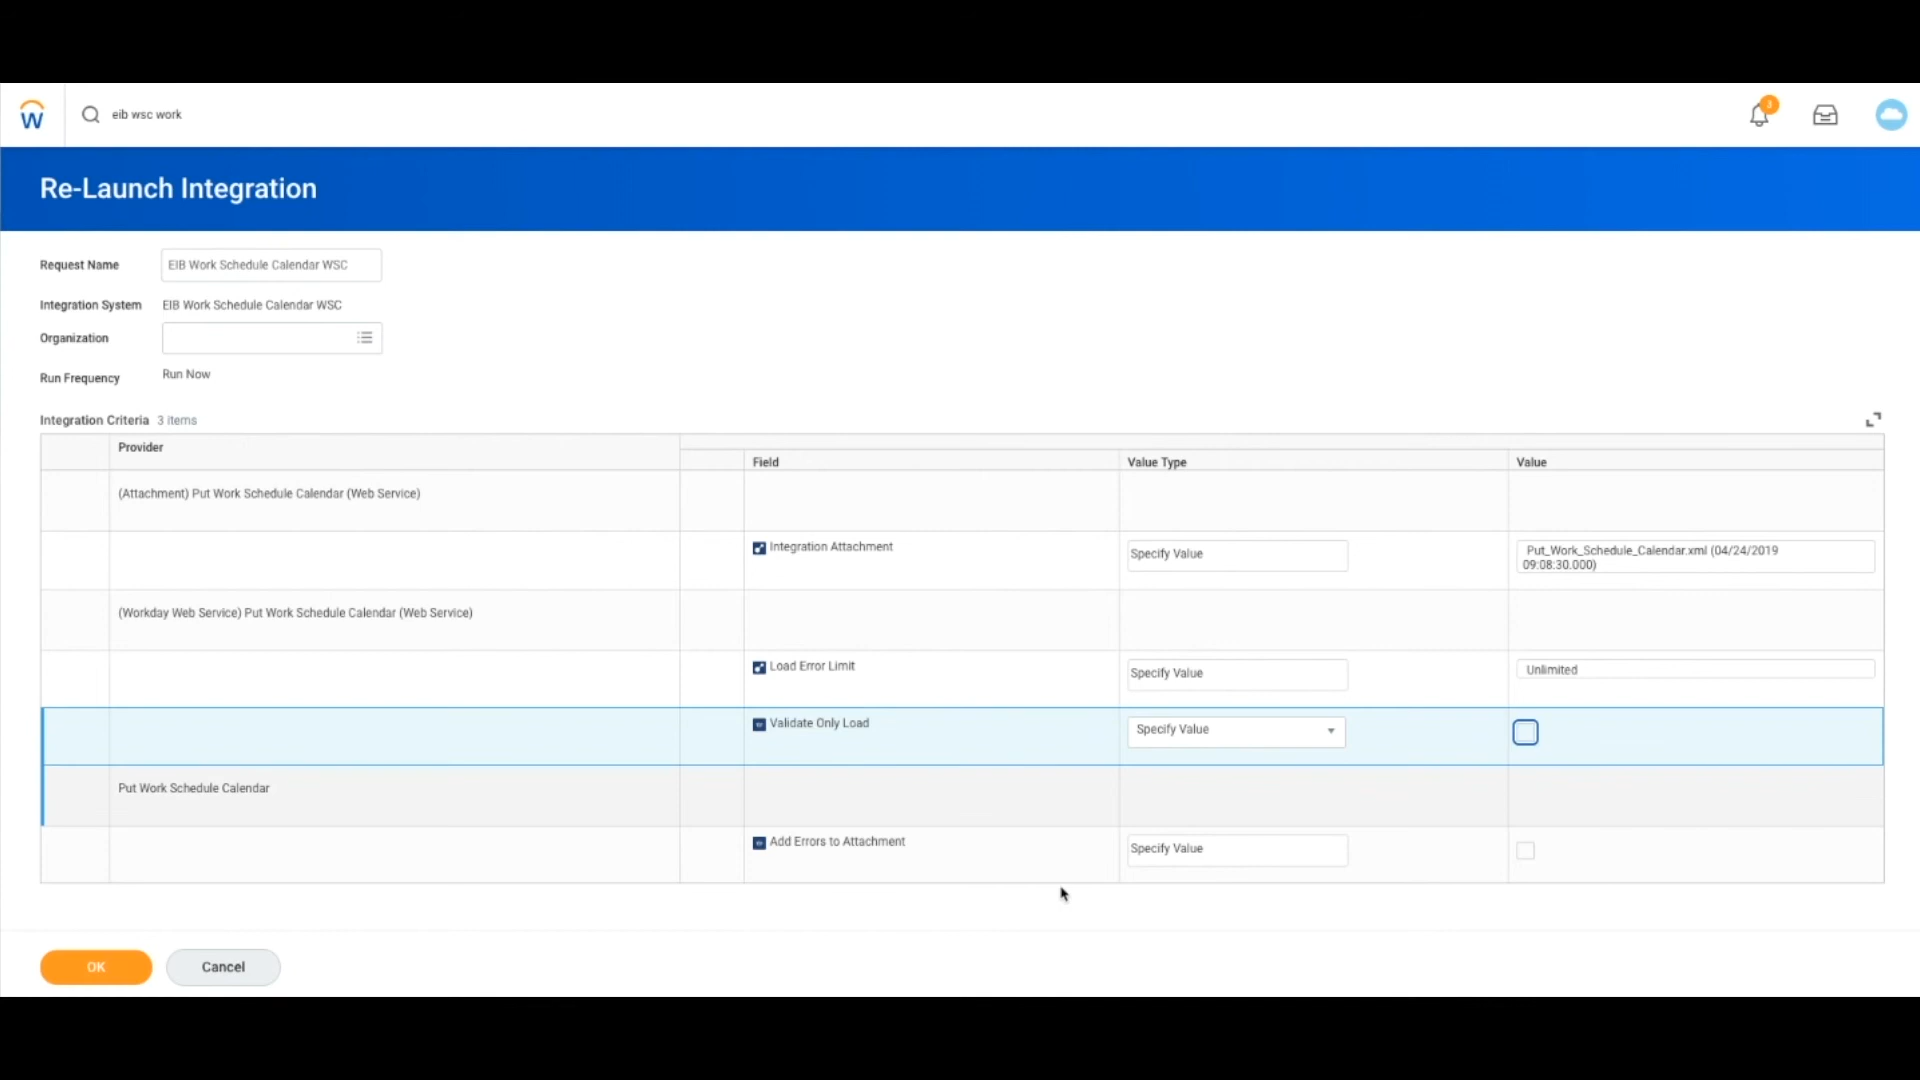 W
eib wsc work
3
Re-Launch Integration
Request Name
EIB Work Schedule Calendar WSC
Integration System
EIB Work Schedule Calendar WSC
Organization
Run Frequency
Run Now
Integration Criteria 3 items
Provider
Field
Value Type
Value
(Attachment) Put Work Schedule Calendar (Web Service)
Integration Attachment
Specify Value
Put_Work_Schedule_Calendar.xml (04/24/2019
09:08:30.000)
(Workday Web Service) Put Work Schedule Calendar (Web Service)
Load Error Limit
Specify Value
Unlimited
Validate Only Load
Specify Value
Put Work Schedule Calendar
Add Errors to Attachment
Specify Value
OK
Cancel